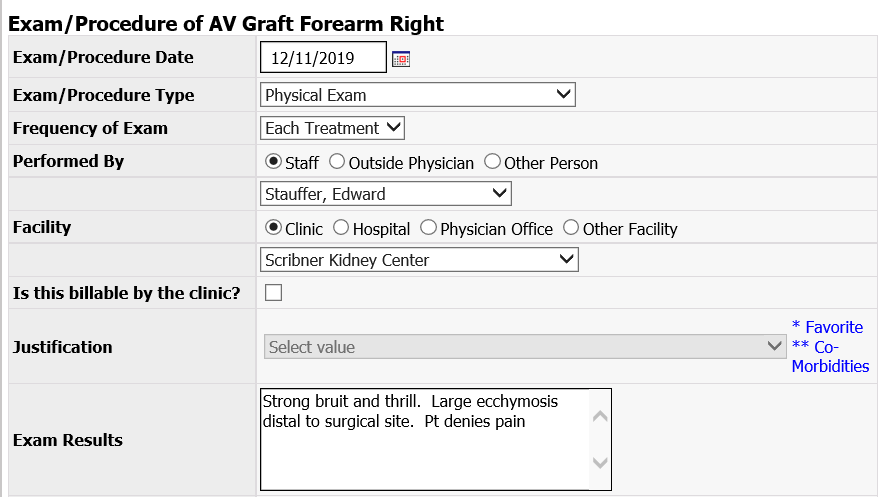 Exam/Procedure of AV Graft Forearm Right
Exam/Procedure Date 12/11/2019
Exam/Procedure Type Physical Exam
Frequency of Exam Each Treatment
Performed By Staff Outside Physician Other Person
Stauffer, Edward
Facility Clinic Hospital Physician Office Other Facility
Scribner Kidney Center
Is this billable by the clinic?
Justification Select value
* Favorite
** Co-
Morbidities
Exam Results
Strong bruit and thrill.  Large ecchymosis
distal to surgical site.  Pt denies pain